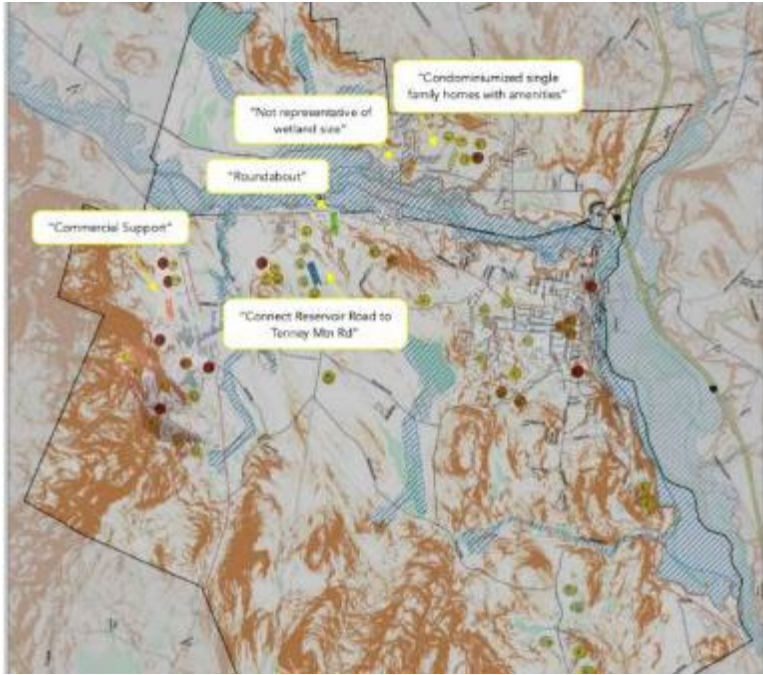 "Condominiumized single
family homes with amenities"
"Not representative of
wetland size"
"Roundabout"
"Commercial Support"
"Connect Reservoir Road to
Tenney Mtn Rd"